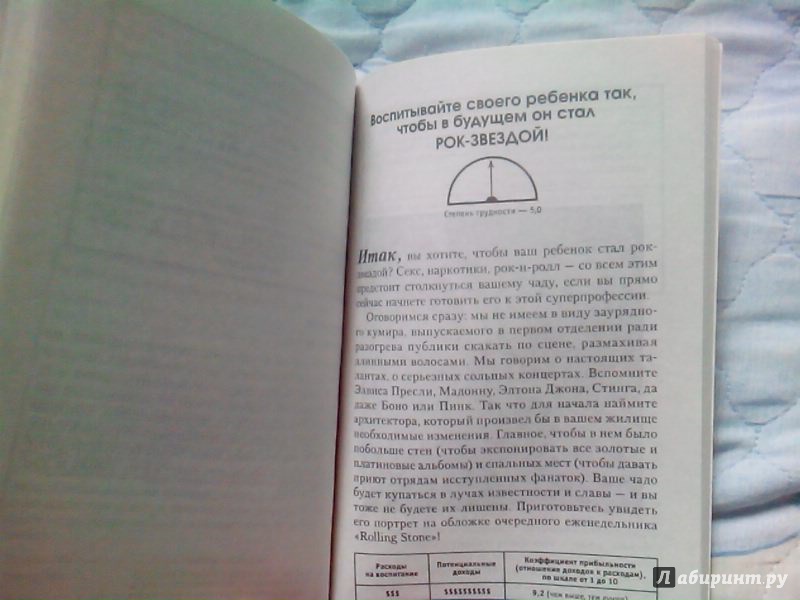 Воспитывайте своего ребенка так,
чтобы в будущем он стал
РОК-ЗВЕЗДОЙ!
Степень трудности — 5,0
Итак, вы хотите, чтобы ваш ребенок стал рок-
звездой? Секс, наркотики, рок-н-ролл — со всем этим
предстоит столкнуться вашему чаду, если вы прямо
сейчас начнете готовить его к этой суперпрофессии.
Оговоримся сразу: мы не имеем в виду заурядно-
го кумира, выпускаемого в первом отделении ради
разогрева публики скакать по сцене, размахивая
длинными волосами. Мы говорим о настоящих та-
лантах, о серьезных сольных концертах. Вспомните
Элвиса Пресли, Мадонну, Элтона Джона, Стинга, да
даже Боно или Пинк. Так что для начала наймите
архитектора, который произвел бы в вашем жилище
необходимые изменения. Главное, чтобы в нем было
побольше стен (чтобы экспонировать все золотые и
платиновые альбомы) и спальных мест (чтобы давать
приют отрядам исступленных фанаток). Ваше чадо
будет купаться в лучах известности и славы — и вы
тоже не будете их лишены. Приготовьтесь увидеть
его портрет на обложке очередного еженедельника
«Rolling Stone»!
Расходы на воспитание
Потенциальные доходы
Коэффициент прибыльности (отношение доходов к расходам), по шкале от 1 до 10
$$$
$$$$$$$$$$
9,2 (чем выше, тем лучше)
Лабиринт.ру